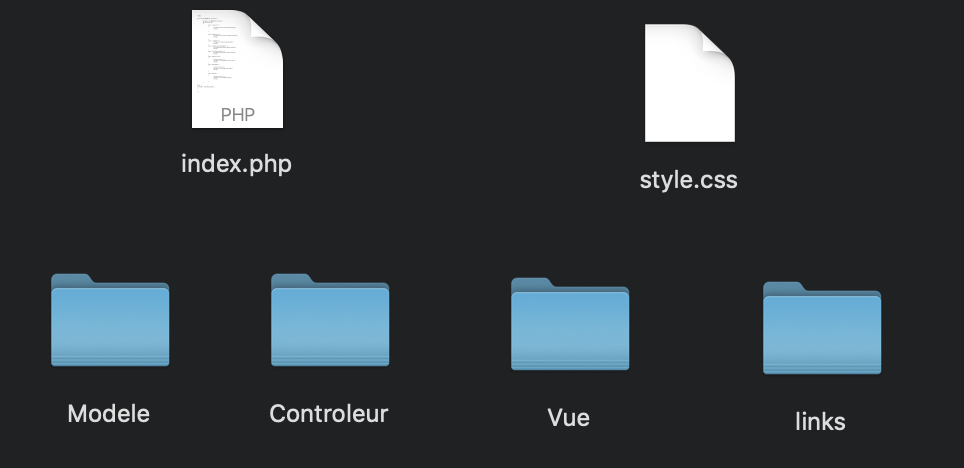 PHP
index.php
style.css
Modele
Controleur
Vue
links